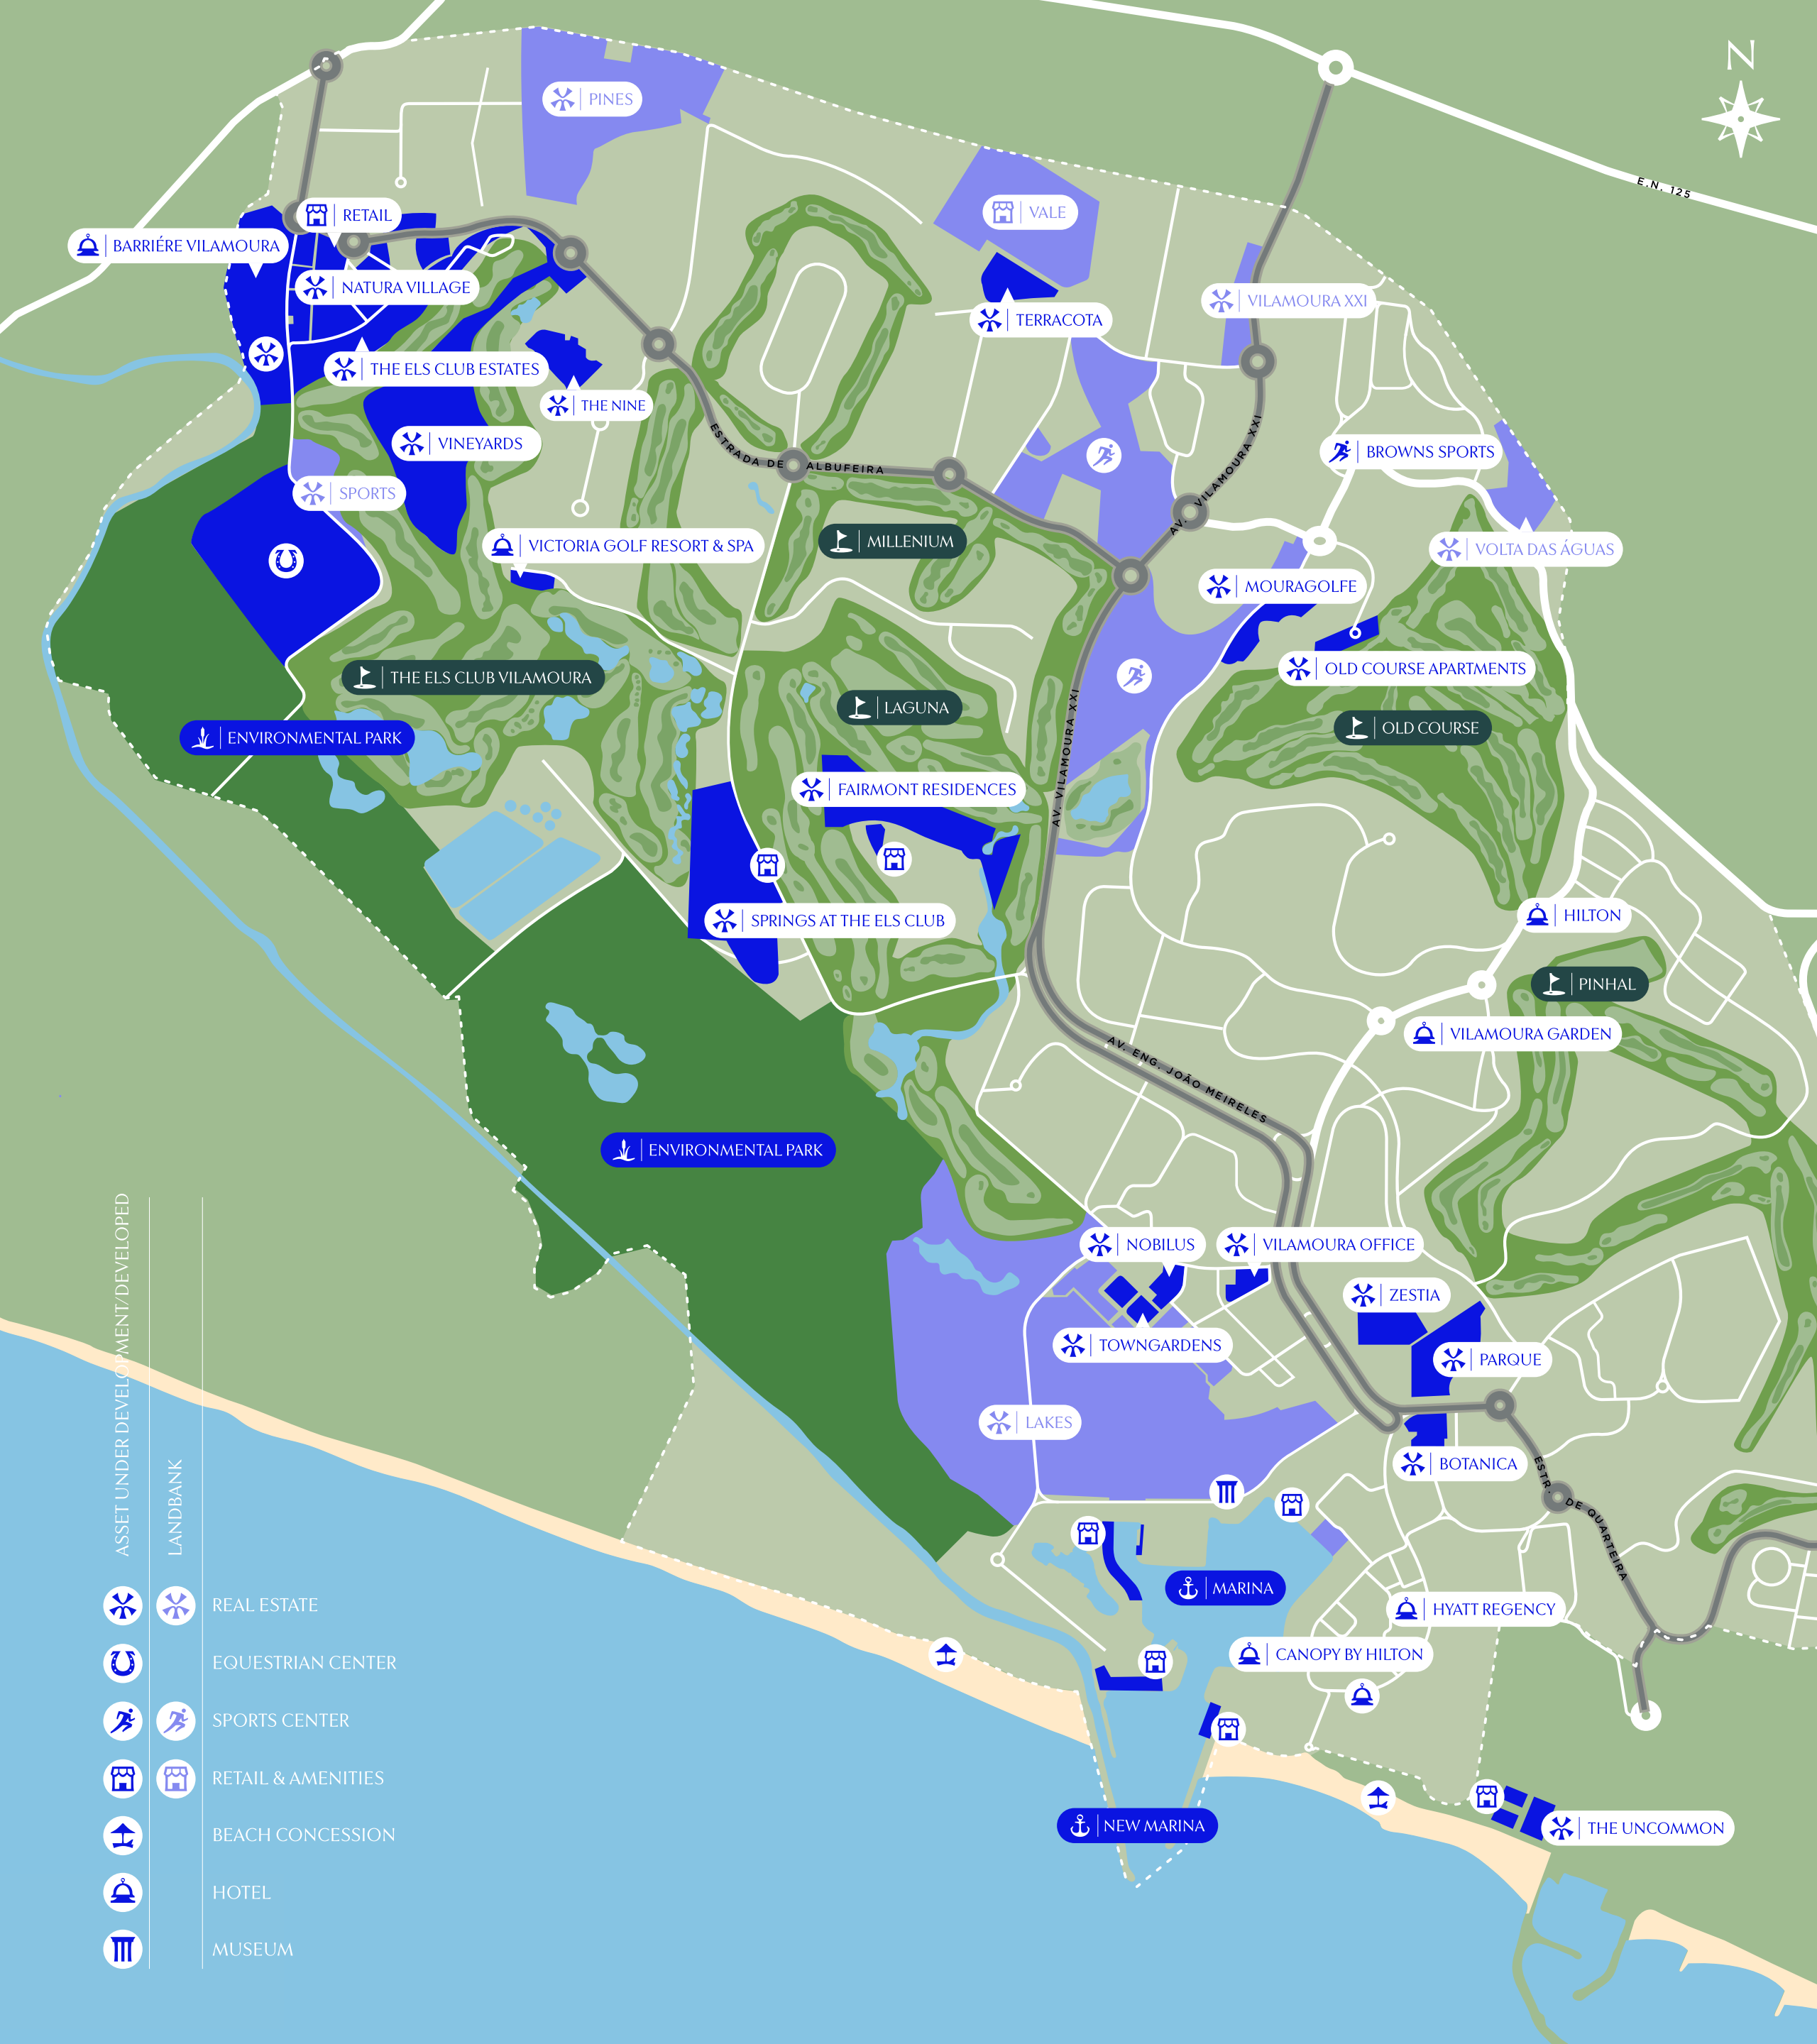 N
PINES
E.N. 125
VALE
RETAIL
BARRIÉRE VILAMOURA
NATURA VILLAGE
VILAMOURA XXI
TERRACOTA
THE ELS CLUB ESTATES
THE NINE
VINEYARDS
ESTRADA DE ALBUFEIRA
AV. VILAMOURA XXI
BROWNS SPORTS
SPORTS
VICTORIA GOLF RESORT & SPA
MILLENIUM
VOLTA DAS ÁGUAS
MOURAGOLFE
OLD COURSE APARTMENTS
THE ELS CLUB VILAMOURA
LAGUNA
AV. VILAMOURA XXI
OLD COURSE
ENVIRONMENTAL PARK
FAIRMONT RESIDENCES
SPRINGS AT THE ELS CLUB
HILTON
PINHAL
VILAMOURA GARDEN
AV. ENG. JOÃO MEIRELES
ENVIRONMENTAL PARK
NOBILUS
VILAMOURA OFFICE
ZESTIA
TOWNGARDENS
PARQUE
LAKES
BOTANICA
ESTR. DE QUARTEIRA
MARINA
HYATT REGENCY
CANOPY BY HILTON
NEW MARINA
THE UNCOMMON
ASSET UNDER DEVELOPMENT/DEVELOPED
LANDBANK
REAL ESTATE
EQUESTRIAN CENTER
SPORTS CENTER
RETAIL & AMENITIES
BEACH CONCESSION
HOTEL
MUSEUM